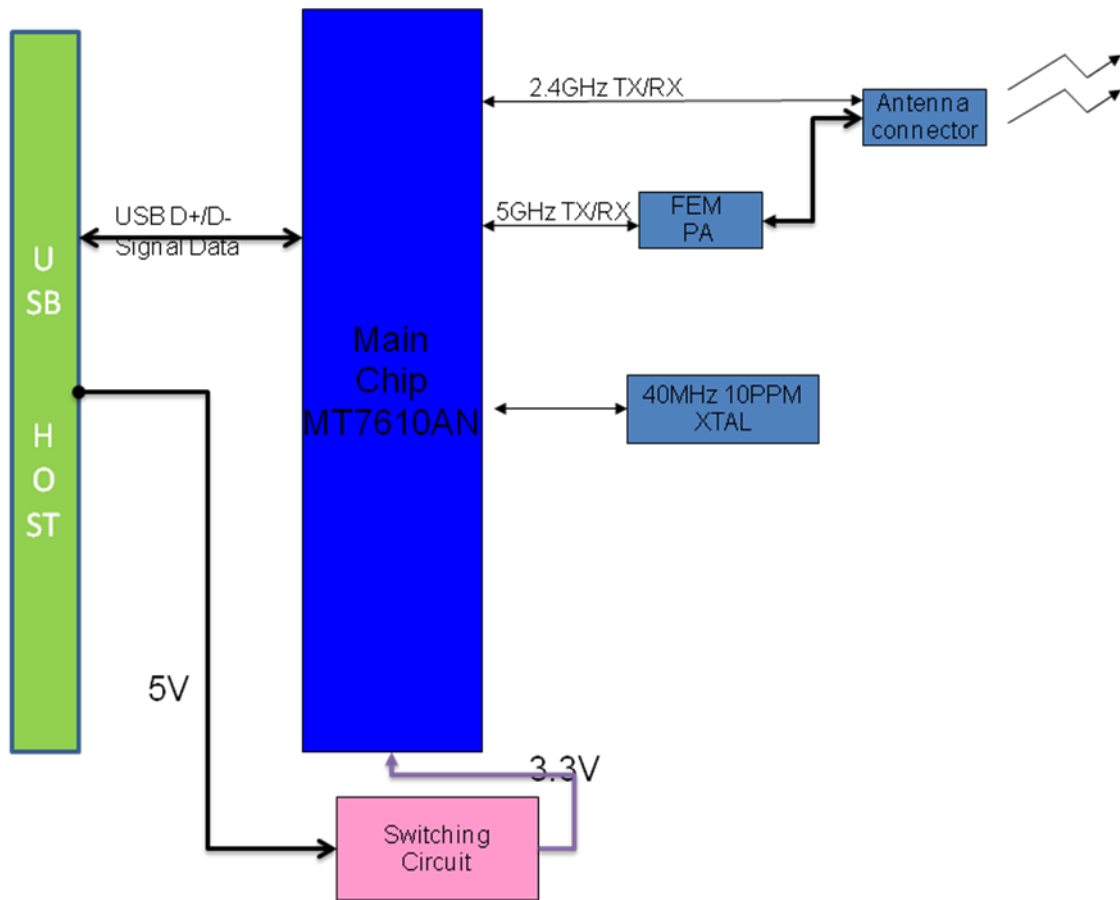 U
SB
H
O
ST
USB D+/D-
Signal Data
5V
Main
Chip
MT7610AN
2.4GHz TX/RX
Antenna
connector
5GHz TX/RX
FEM
PA
40MHz 10PPM
XTAL
3.3V
Switching
Circuit